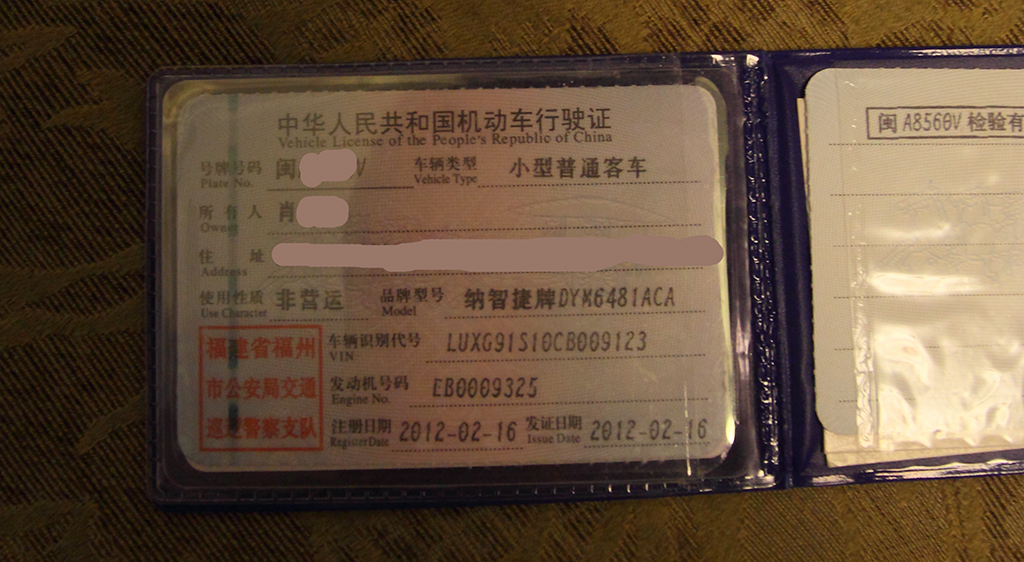 中华人民共和国机动车行驶证
Vehicle License of the People's Republic of China
号牌号码 闽 V 车辆类型 小型普通客车
Plate No. Vehicle Type
所有人 肖
Owner
住址
Address
使用性质 非营运 品牌型号 纳智捷牌DYM6481ACA
Use Character Model
车辆识别代号 LUXG91S10CB009123
VIN
发动机号码 EB0009325
Engine No.
注册日期 2012-02-16 发证日期 2012-02-16
Register Date Issue Date
福建省福州
市公安局交通
巡逻警察支队
闽A8560V 检验有